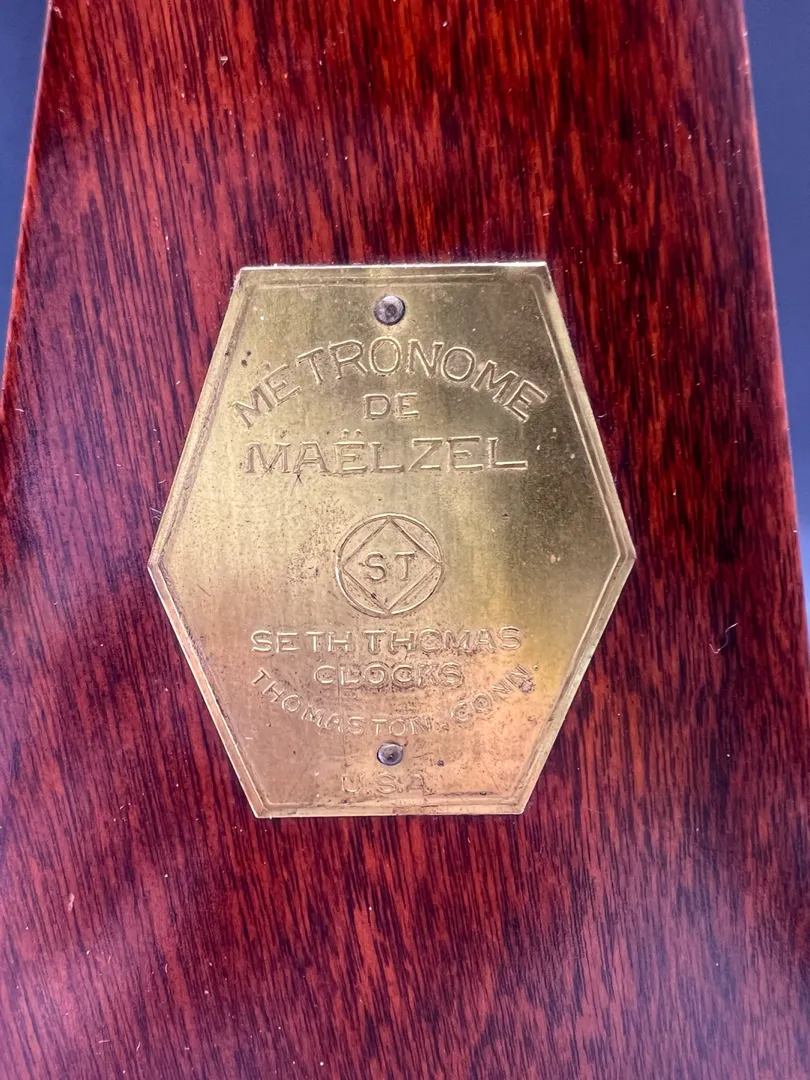 METRONOME
DE
MAËLZEL
ST
SETH THOMAS
CLOCKS
THOMASTON. CONN.
U.S.A.